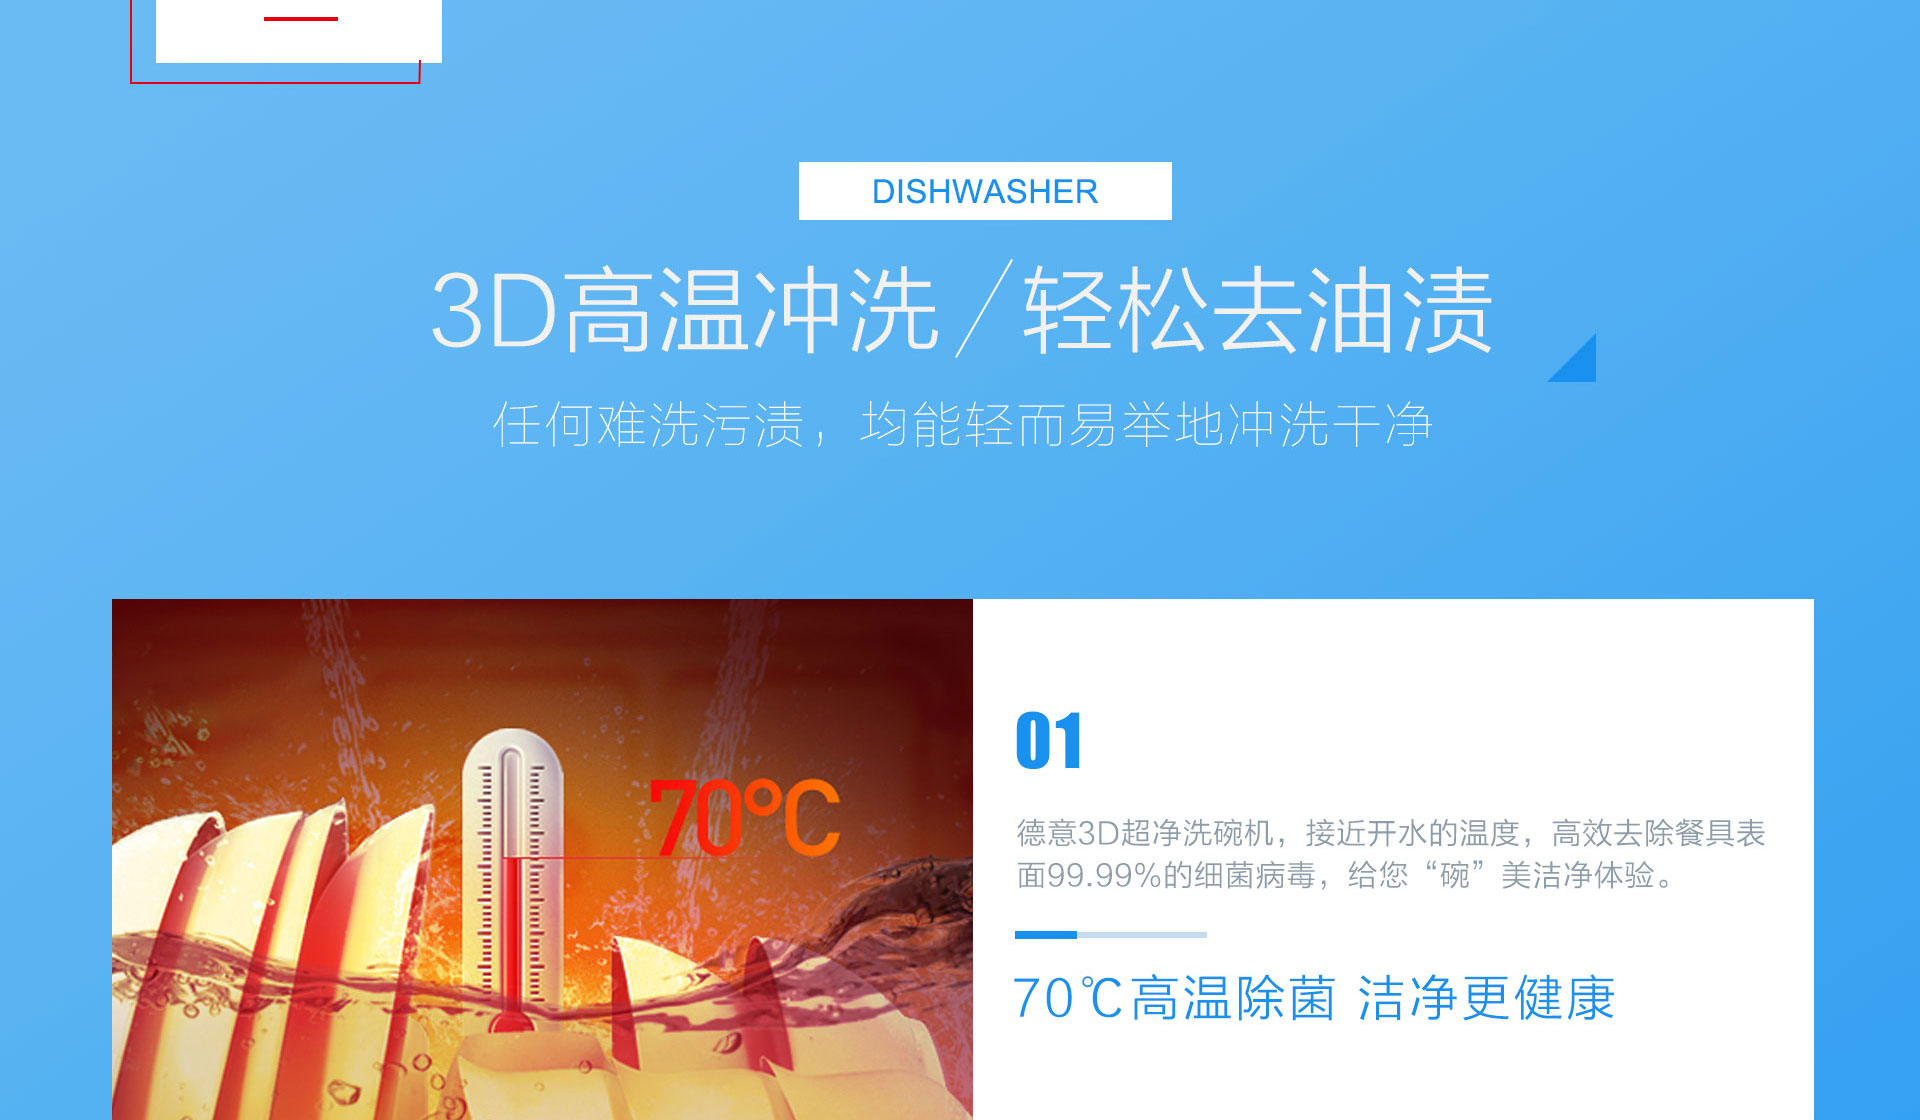 DISHWASHER
3D高温冲洗/轻松去油渍
任何难洗污渍，均能轻而易举地冲洗干净
70°C
01
德意3D超净洗碗机，接近开水的温度，高效去除餐具表
面99.99%的细菌病毒，给您“碗”美洁净体验。
70℃高温除菌 洁净更健康